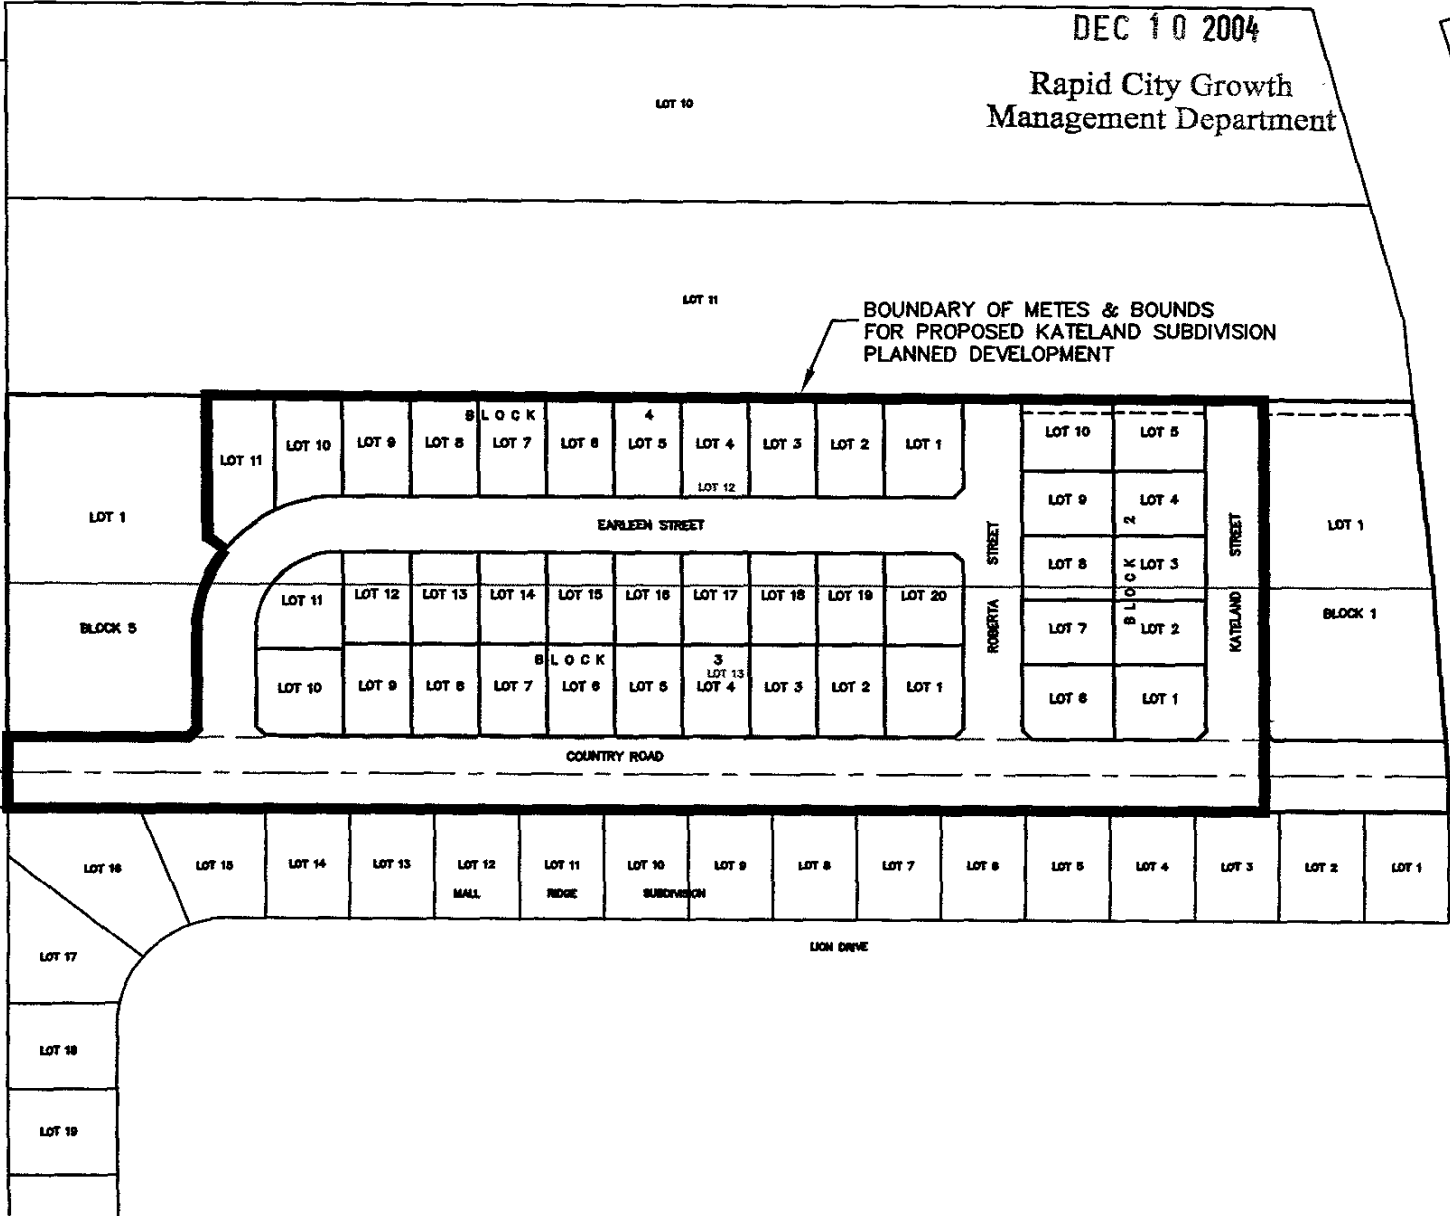 DEC 10 2004
Rapid City Growth
Management Department
LOT 10
LOT 11
BOUNDARY OF METES & BOUNDS
FOR PROPOSED KATELAND SUBDIVISION
PLANNED DEVELOPMENT
BLOCK 4
LOT 11 LOT 10 LOT 9 LOT 8 LOT 7 LOT 6 LOT 5 LOT 4 LOT 3 LOT 2 LOT 1
LOT 12
LOT 10 LOT 5
LOT 9 LOT 4
LOT 8 LOT 3
LOT 7 LOT 2
LOT 6 LOT 1
BLOCK 2
LOT 1
BLOCK 5
EARLEEN STREET
ROBERTA STREET
KATELAND STREET
LOT 1
BLOCK 1
LOT 11 LOT 12 LOT 13 LOT 14 LOT 15 LOT 16 LOT 17 LOT 18 LOT 19 LOT 20
BLOCK 3
LOT 13
LOT 10 LOT 9 LOT 8 LOT 7 LOT 6 LOT 5 LOT 4 LOT 3 LOT 2 LOT 1
COUNTRY ROAD
LOT 16 LOT 15 LOT 14 LOT 13 LOT 12 LOT 11 LOT 10 LOT 9 LOT 8 LOT 7 LOT 6 LOT 5 LOT 4 LOT 3 LOT 2 LOT 1
MALL RIDGE SUBDIVISION
LION DRIVE
LOT 17
LOT 18
LOT 19